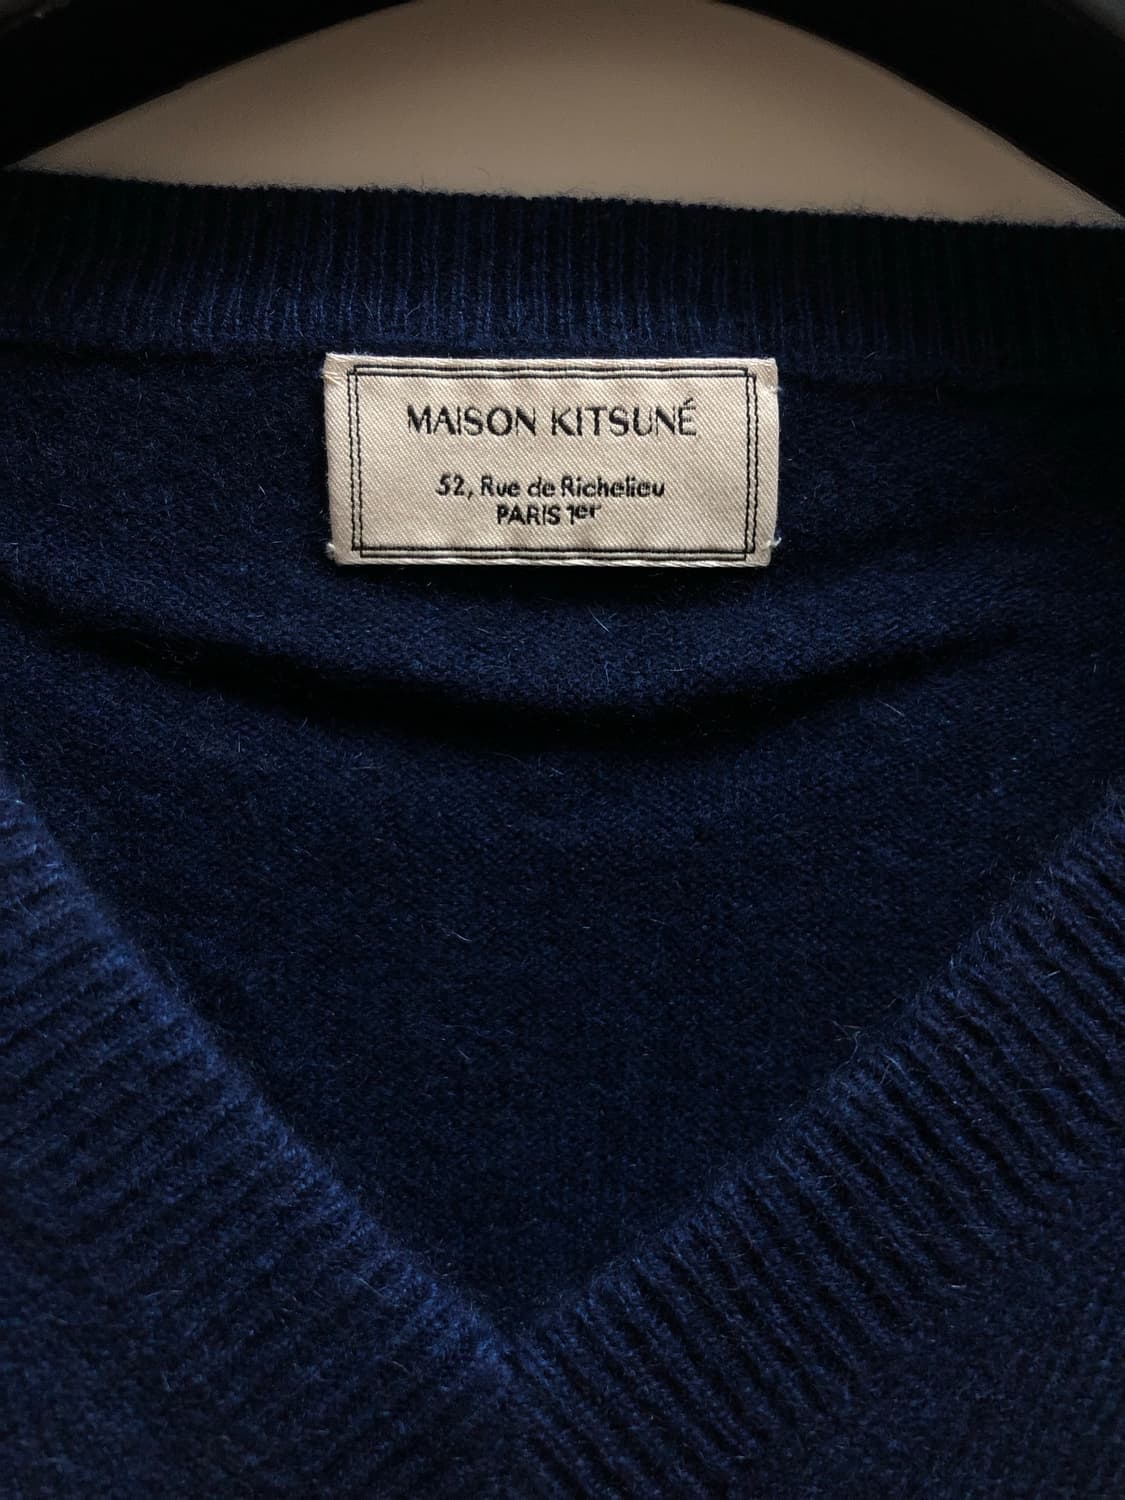 MAISON KITSUNÉ
52, Rue de Richelieu
PARIS 1er